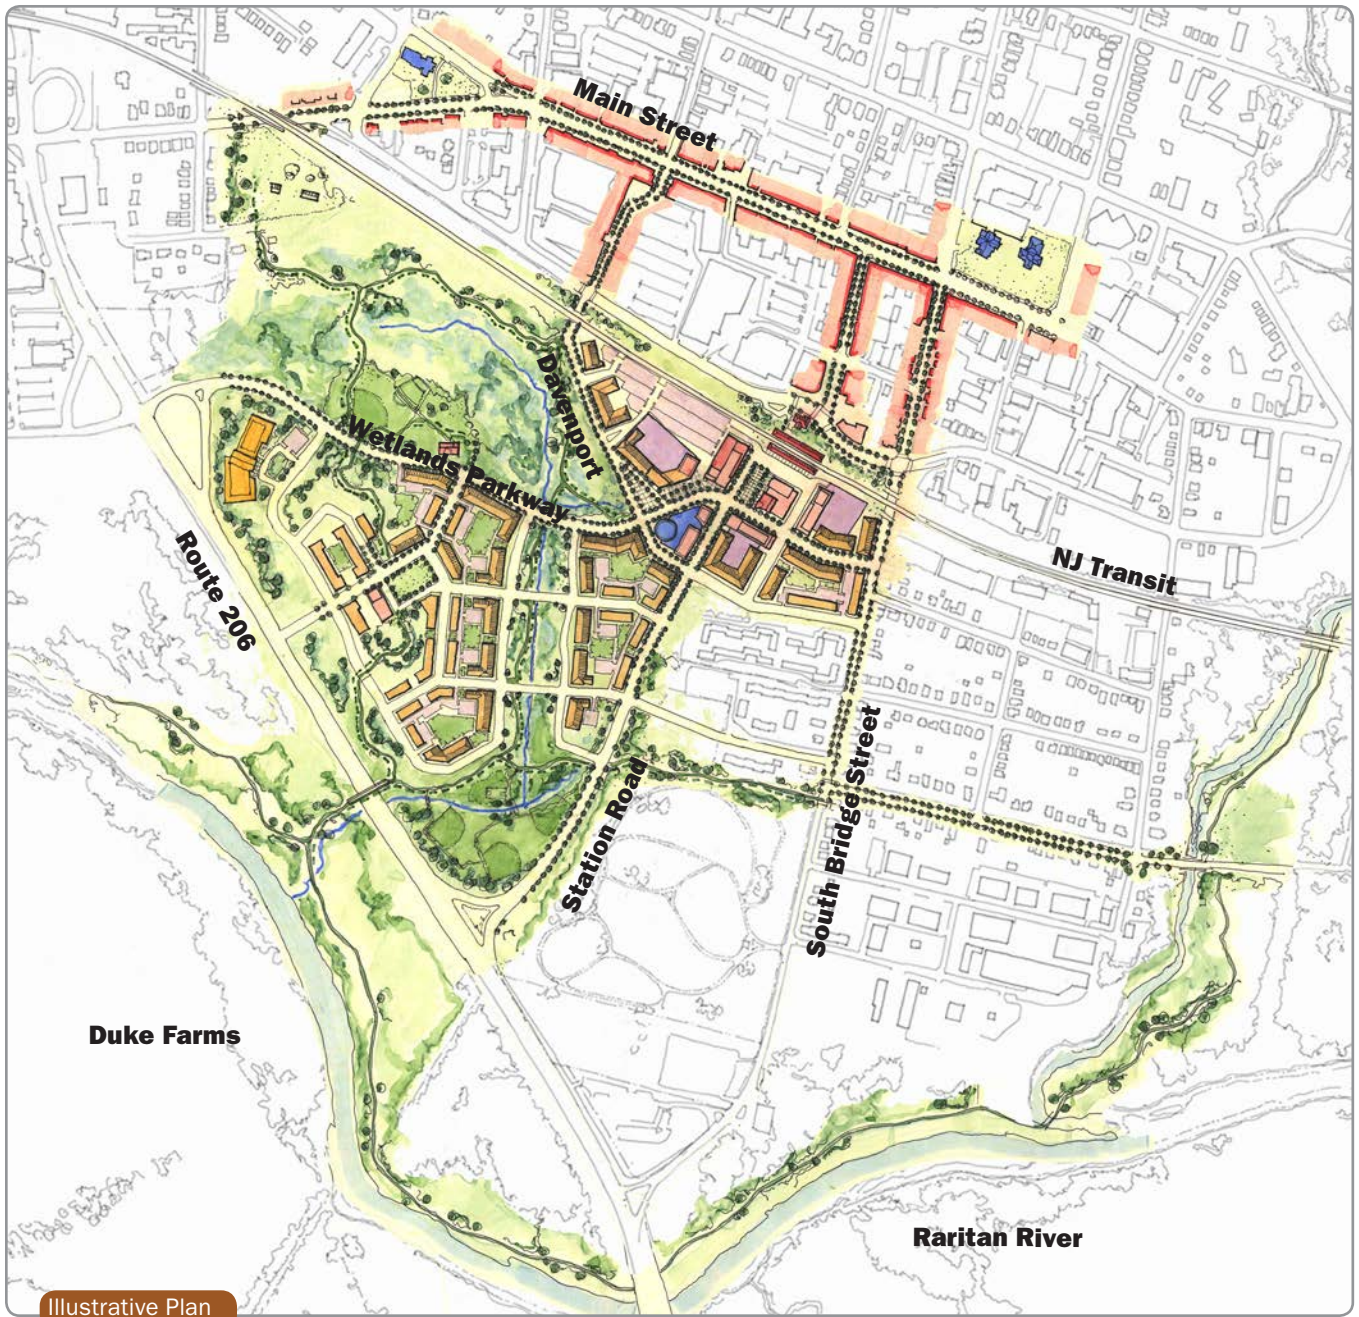 Main Street
Davenport
Wetlands Parkway
Route 206
NJ Transit
South Bridge Street
Station Road
Duke Farms
Raritan River
Illustrative Plan